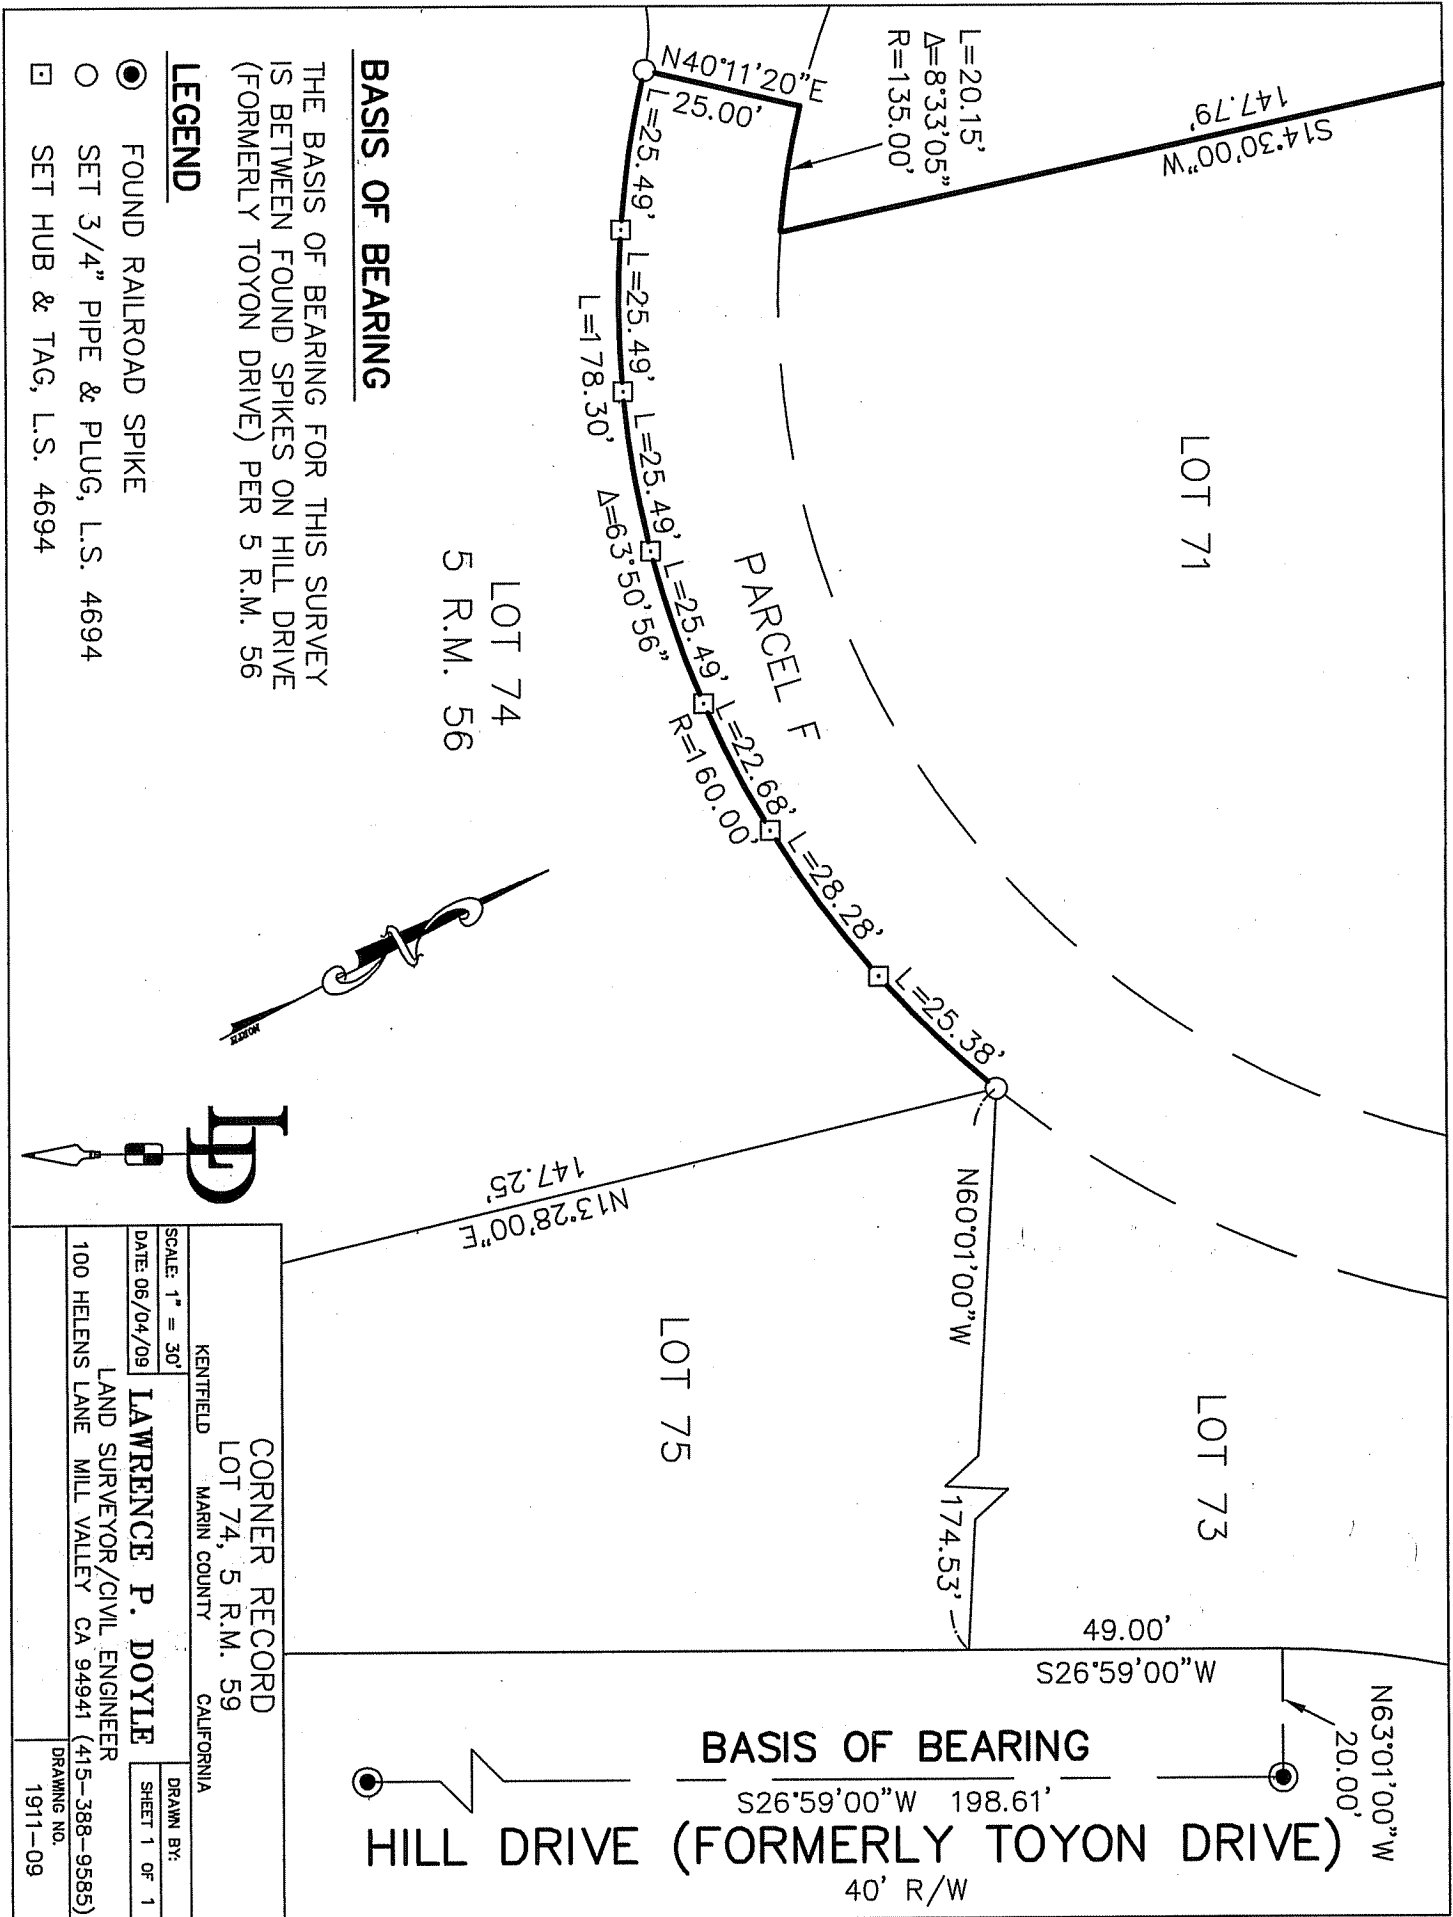 L=20.15'
Δ=8°33'05"
R=135.00'
N40°11'20"E
25.00'
147.79'
S14°30'00"W
LOT 71
PARCEL F
L=25.49'
L=25.49'
L=25.49'
L=25.49'
L=22.68'
L=28.28'
L=25.38'
L=178.30'
Δ=63°50'56"
R=160.00'
LOT 74
5 R.M. 56
BASIS OF BEARING
THE BASIS OF BEARING FOR THIS SURVEY
IS BETWEEN FOUND SPIKES ON HILL DRIVE
(FORMERLY TOYON DRIVE) PER 5 R.M. 56
LEGEND
FOUND RAILROAD SPIKE
SET 3/4" PIPE & PLUG, L.S. 4694
SET HUB & TAG, L.S. 4694
NORTH
147.25'
N13°28'00"E
N60°01'00"W
174.53'
LOT 75
LOT 73
49.00'
S26°59'00"W
N63°01'00"W
20.00'
BASIS OF BEARING
S26°59'00"W 198.61'
HILL DRIVE (FORMERLY TOYON DRIVE)
40' R/W
LD
CORNER RECORD
LOT 74, 5 R.M. 59
KENTFIELD MARIN COUNTY CALIFORNIA
SCALE: 1" = 30'
DATE: 06/04/09
LAWRENCE P. DOYLE
LAND SURVEYOR/CIVIL ENGINEER
100 HELENS LANE MILL VALLEY CA 94941 (415-388-9585)
DRAWN BY:
SHEET 1 OF 1
DRAWING NO.
1911-09